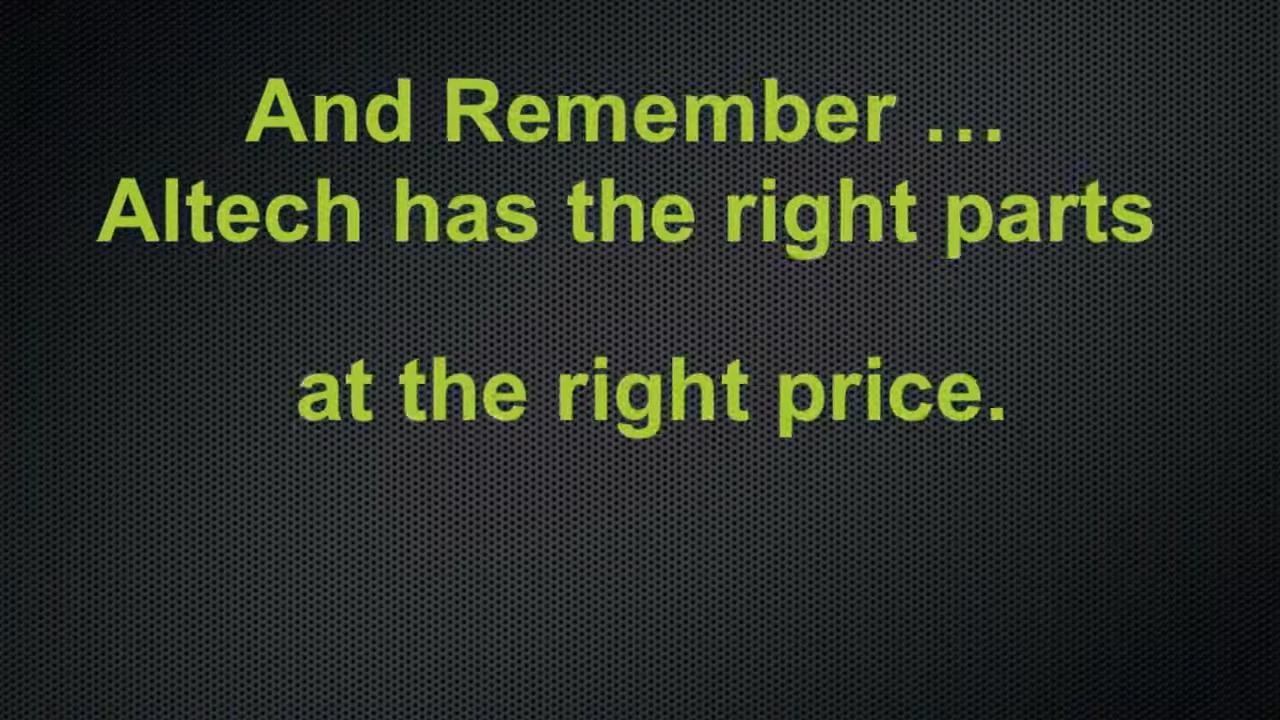 And Remember …
Altech has the right parts
at the right price.